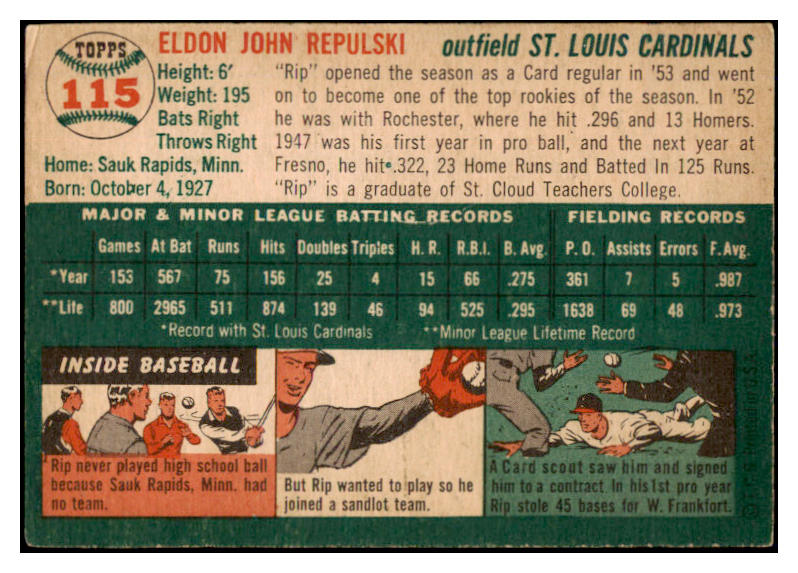 TOPPS
115
ELDON JOHN REPULSKI
outfield ST. LOUIS CARDINALS
Height: 6'
Weight: 195
Bats Right
Throws Right
Home: Sauk Rapids, Minn.
Born: October 4, 1927
"Rip" opened the season as a Card regular in '53 and went
on to become one of the top rookies of the season. In '52
he was with Rochester, where he hit .296 and 13 Homers.
1947 was his first year in pro ball, and the next year at
Fresno, he hit .322, 23 Home Runs and Batted In 125 Runs.
"Rip" is a graduate of St. Cloud Teachers College.
MAJOR & MINOR LEAGUE BATTING RECORDS FIELDING RECORDS
Games At Bat Runs Hits Doubles Triples H. R. R.B.I. B. Avg. P. O. Assists Errors F. Avg.
*Year 153 567 75 156 25 4 15 66 .275 361 7 5 .987
**Life 800 2965 511 874 139 46 94 525 .295 1638 69 48 .973
*Record with St. Louis Cardinals **Minor League Lifetime Record
INSIDE BASEBALL
Rip never played high school ball
because Sauk Rapids, Minn. had
no team.
But Rip wanted to play so he
joined a sandlot team.
A Card scout saw him and signed
him to a contract. In his 1st pro year
Rip stole 45 bases for W. Frankfort.
© T. C. G. Printed in U.S.A.